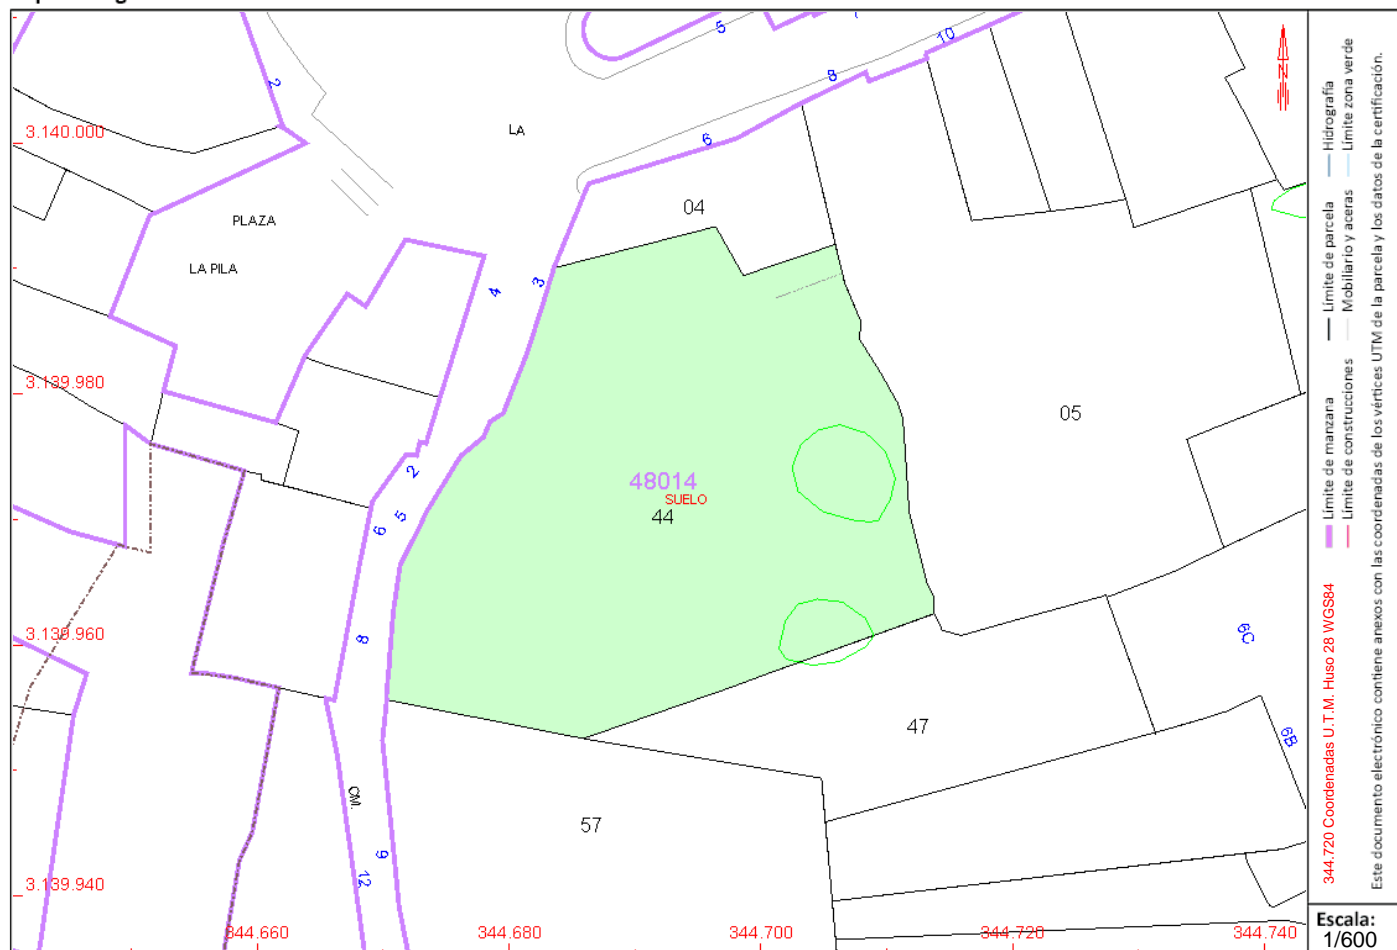 5
10
8
2
3.140.000
LA
6
04
PLAZA
LA PILA
4
3
3.139.980
05
2
48014
SUELO
44
5
6
3.139.960
8
6C
47
6B
CM.
57
9
12
3.139.940
344.660
344.680
344.700
344.720
344.740
N
Límite de manzana
Límite de parcela
Hidrografía
Límite de construcciones
Mobiliario y aceras
Límite zona verde
344.720 Coordenadas U.T.M. Huso 28 WGS84
Este documento electrónico contiene anexos con las coordenadas de los vértices UTM de la parcela y los datos de la certificación.
Escala:
1/600